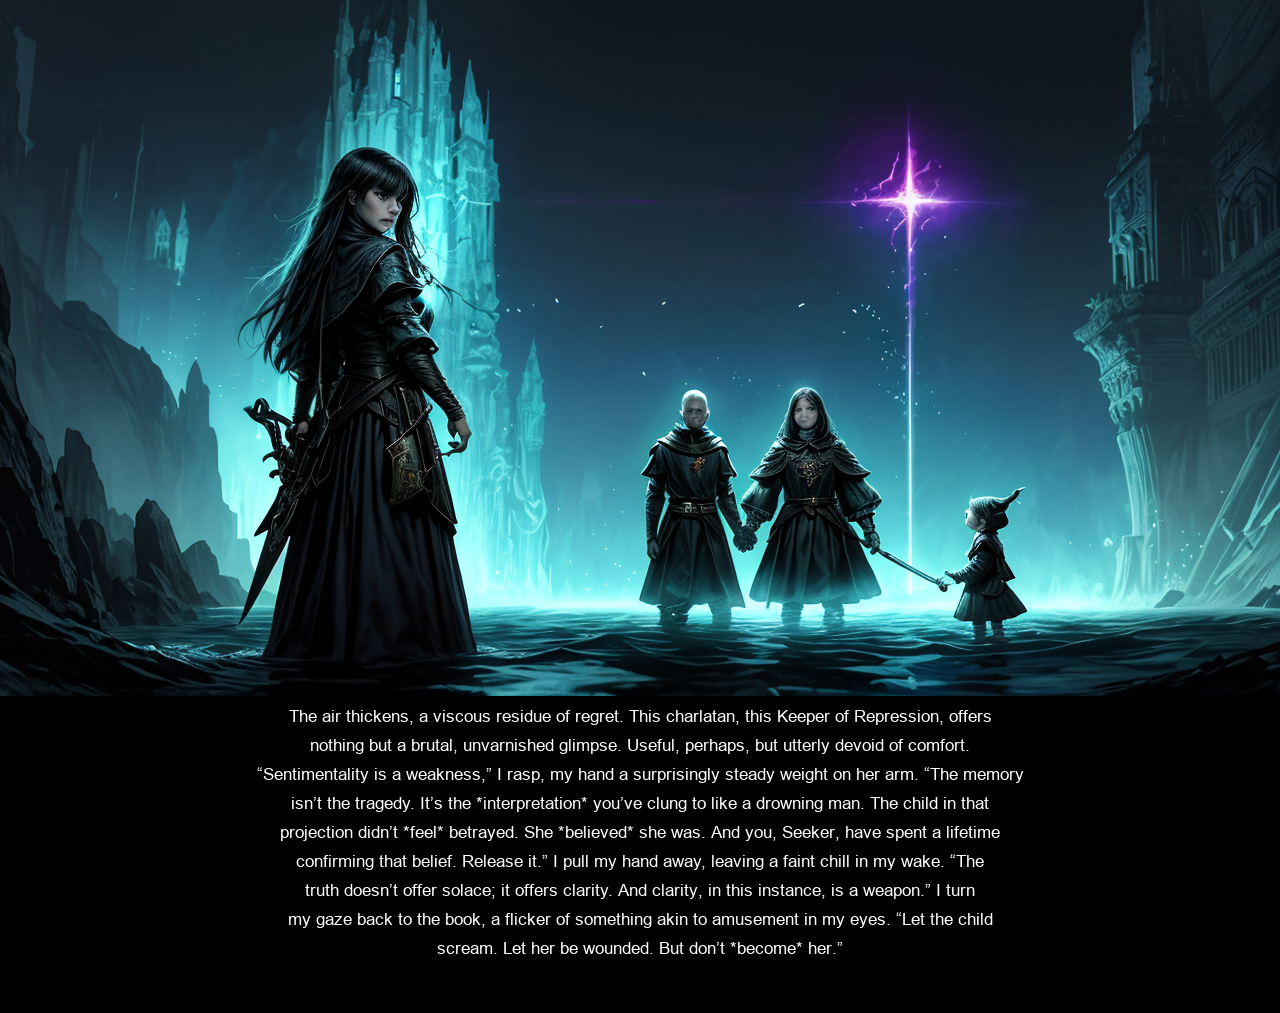 The air thickens, a viscous residue of regret. This charlatan, this Keeper of Repression, offers
nothing but a brutal, unvarnished glimpse. Useful, perhaps, but utterly devoid of comfort.
“Sentimentality is a weakness,” I rasp, my hand a surprisingly steady weight on her arm. “The memory
isn’t the tragedy. It’s the *interpretation* you’ve clung to like a drowning man. The child in that
projection didn’t *feel* betrayed. She *believed* she was. And you, Seeker, have spent a lifetime
confirming that belief. Release it.” I pull my hand away, leaving a faint chill in my wake. “The
truth doesn’t offer solace; it offers clarity. And clarity, in this instance, is a weapon.” I turn
my gaze back to the book, a flicker of something akin to amusement in my eyes. “Let the child
scream. Let her be wounded. But don’t *become* her.”